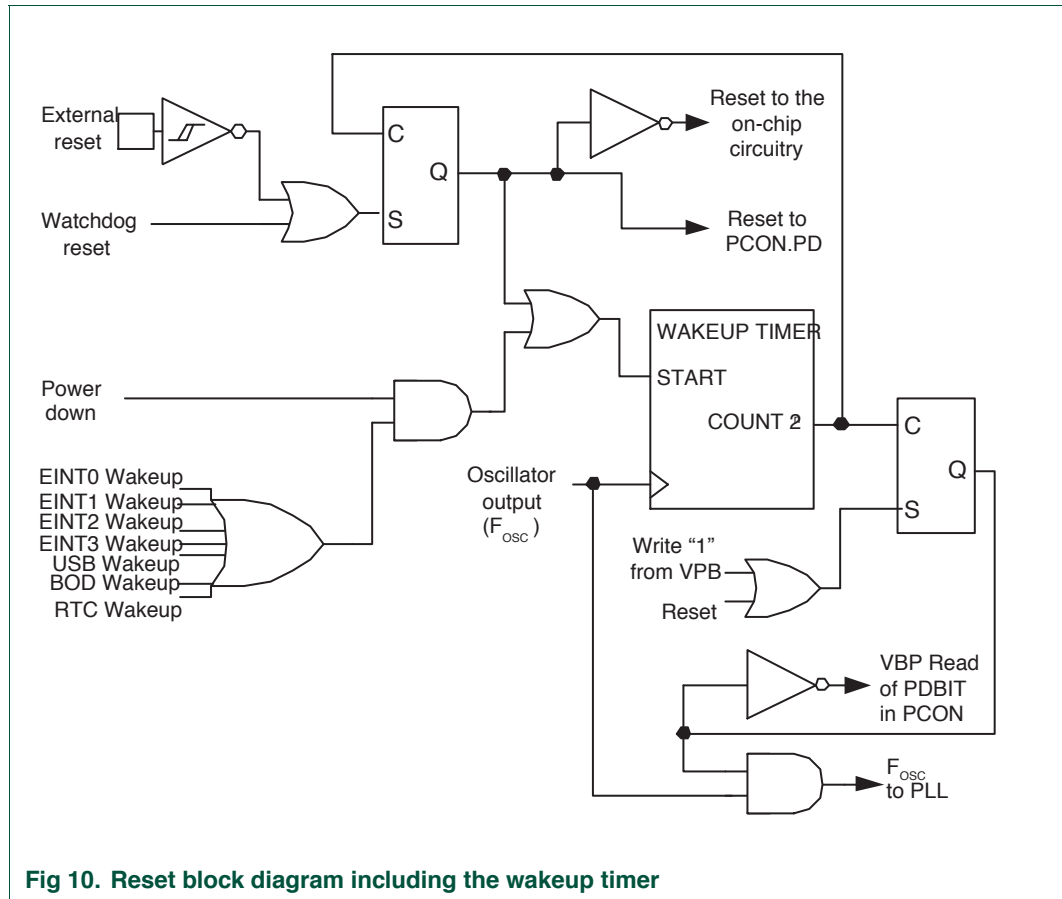 External
reset
Watchdog
reset
C
Q
S
Reset to the
on-chip
circuitry
Reset to
PCON.PD
Power
down
WAKEUP TIMER
START
COUNT 2
EINT0 Wakeup
EINT1 Wakeup
EINT2 Wakeup
EINT3 Wakeup
USB Wakeup
BOD Wakeup
RTC Wakeup
Oscillator
output
(FOSC)
C
Q
S
Write “1”
from VPB
Reset
VBP Read
of PDBIT
in PCON
FOSC
to PLL
Fig 10. Reset block diagram including the wakeup timer